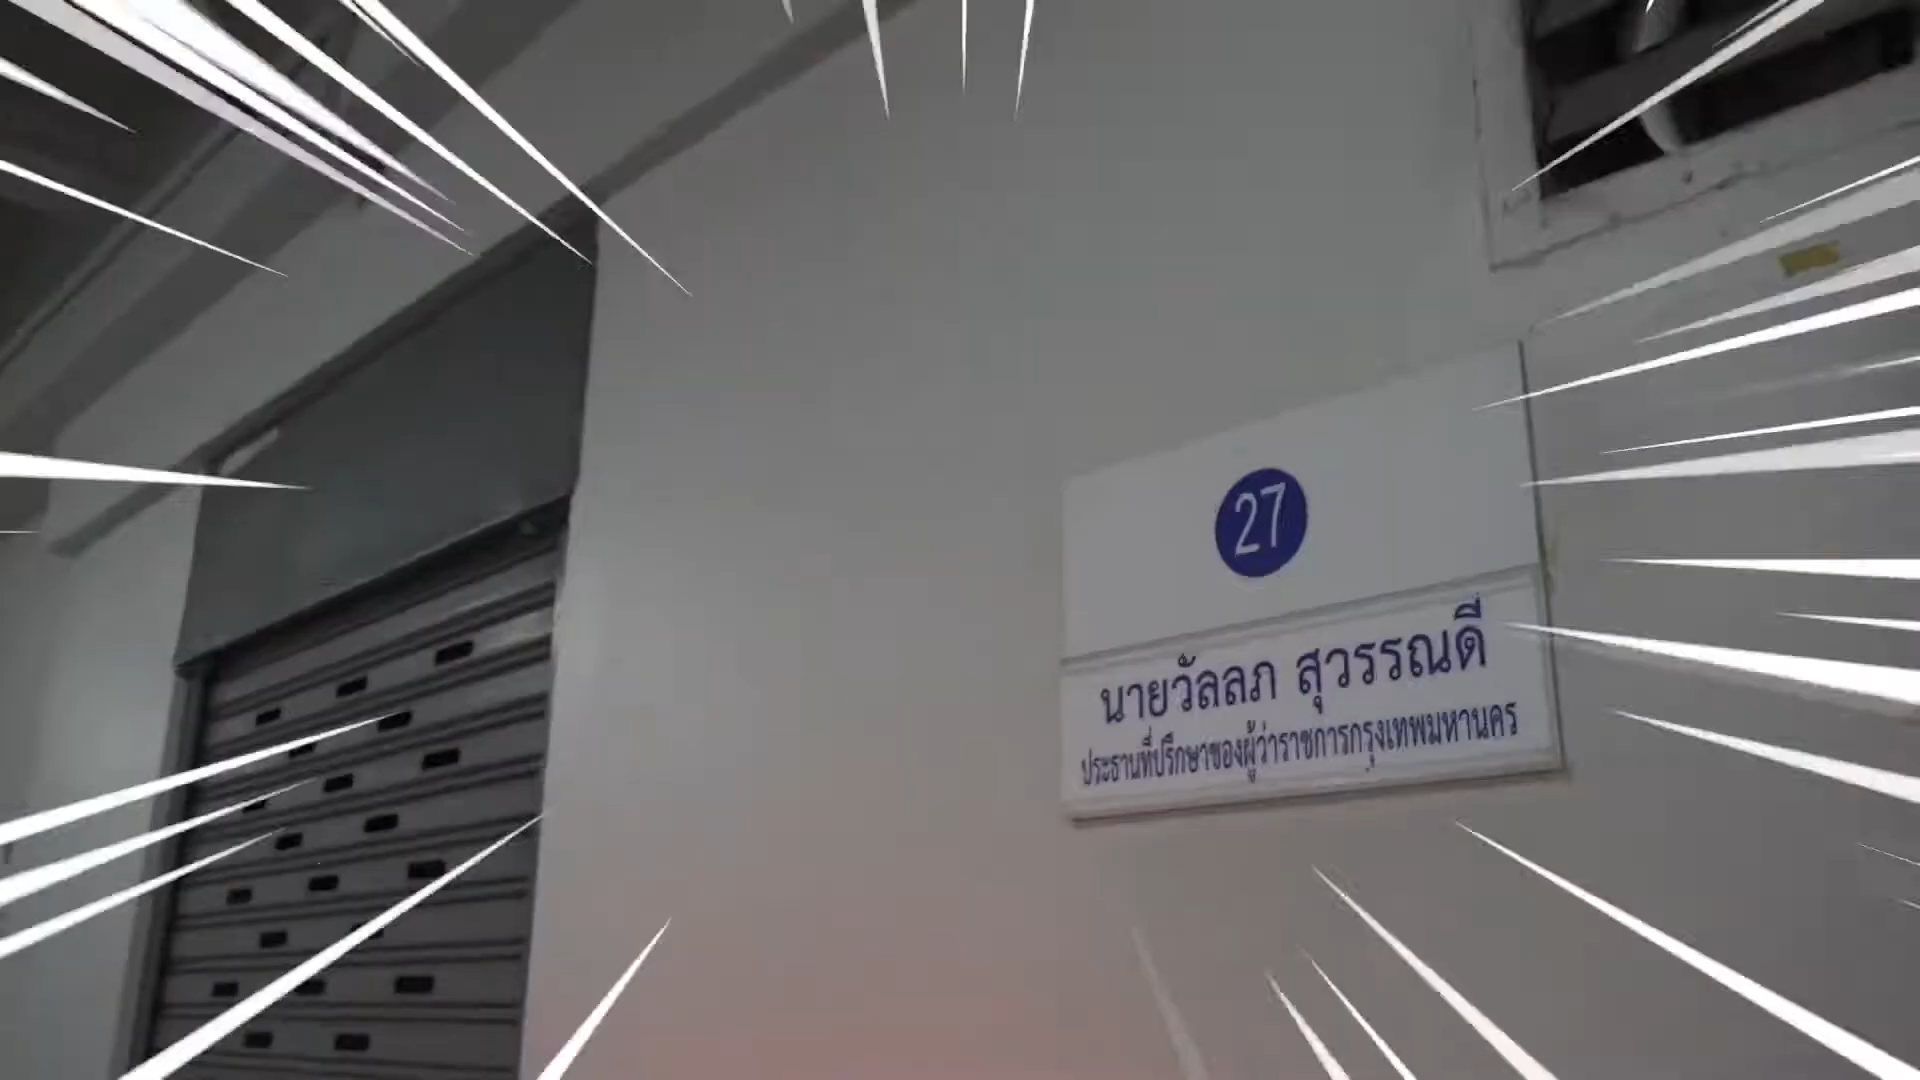 27
นายวัลลภ สุวรรณดี
ประธานที่ปรึกษาของผู้ว่าราชการกรุงเทพมหานคร